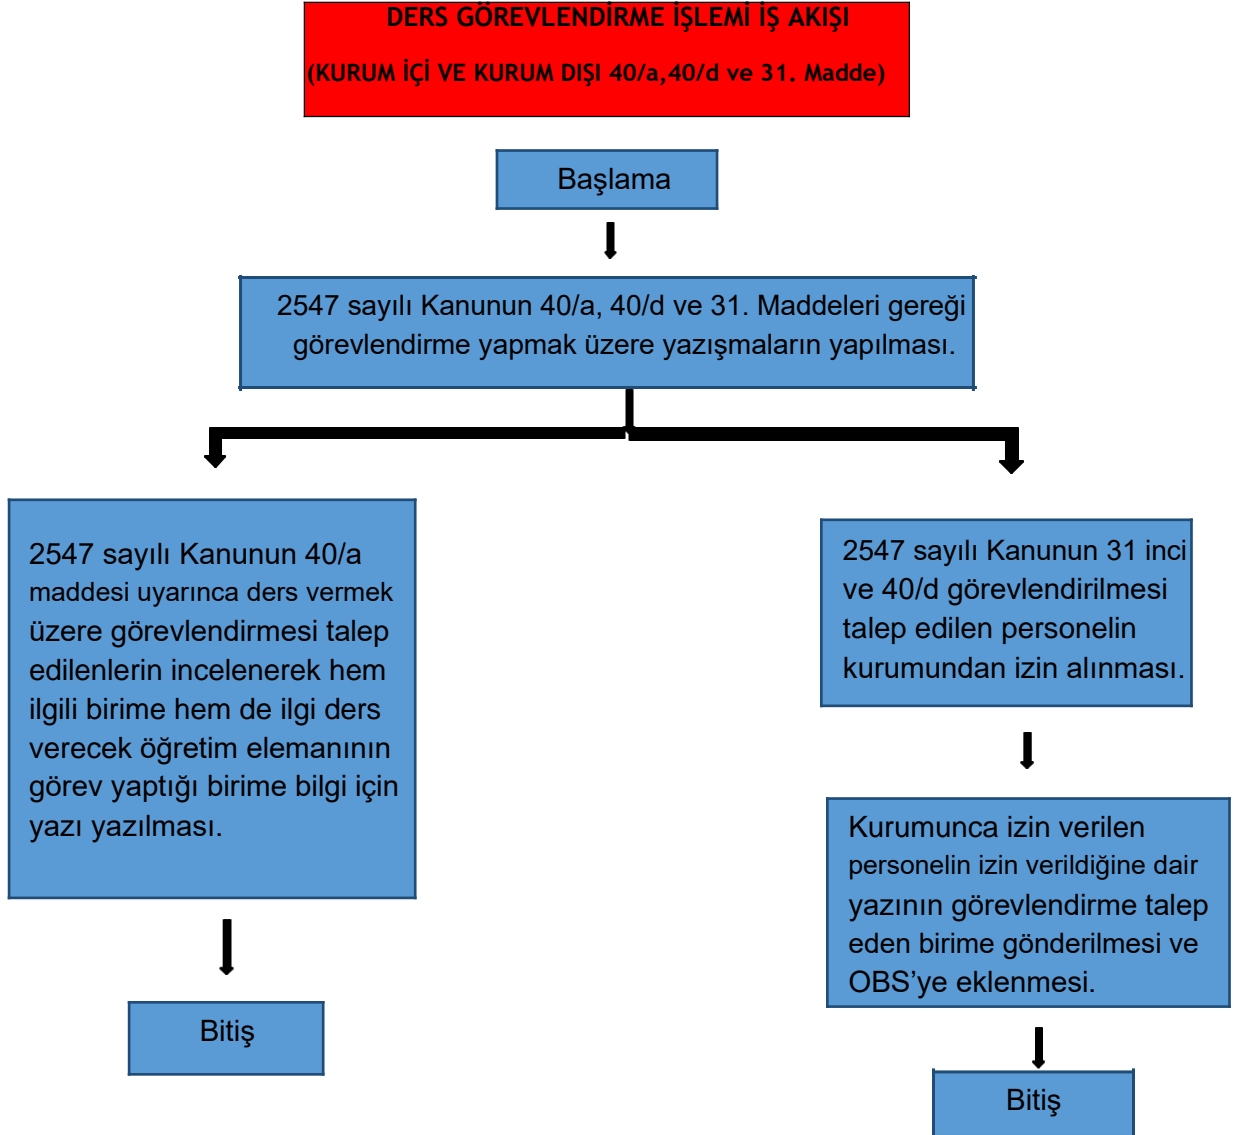 DERS GÖREVLENDİRME İŞLEMİ İŞ AKIŞI
(KURUM İÇİ VE KURUM DIŞI 40/a,40/d ve 31. Madde)
Başlama
2547 sayılı Kanunun 40/a, 40/d ve 31. Maddeleri gereği
görevlendirme yapmak üzere yazışmaların yapılması.
2547 sayılı Kanunun 40/a
maddesi uyarınca ders vermek
üzere görevlendirmesi talep
edilenlerin incelenerek hem
ilgili birime hem de ilgi ders
verecek öğretim elemanının
görev yaptığı birime bilgi için
yazı yazılması.
Bitiş
2547 sayılı Kanunun 31 inci
ve 40/d görevlendirilmesi
talep edilen personelin
kurumundan izin alınması.
Kurumunca izin verilen
personelin izin verildiğine dair
yazının görevlendirme talep
eden birime gönderilmesi ve
OBS’ye eklenmesi.
Bitiş